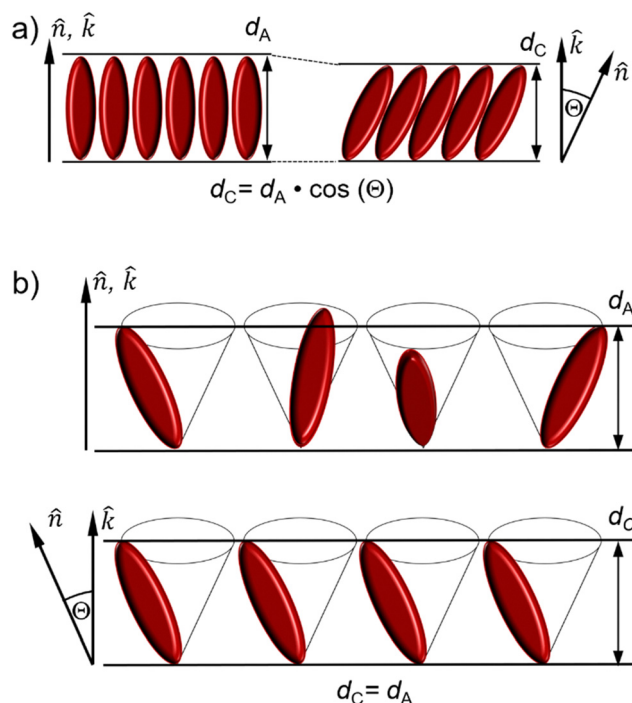 a)
n̂, k̂
d_A
d_C
k̂
n̂
Θ
d_C = d_A • cos (Θ)
b)
n̂, k̂
d_A
n̂
k̂
Θ
d_C
d_C = d_A